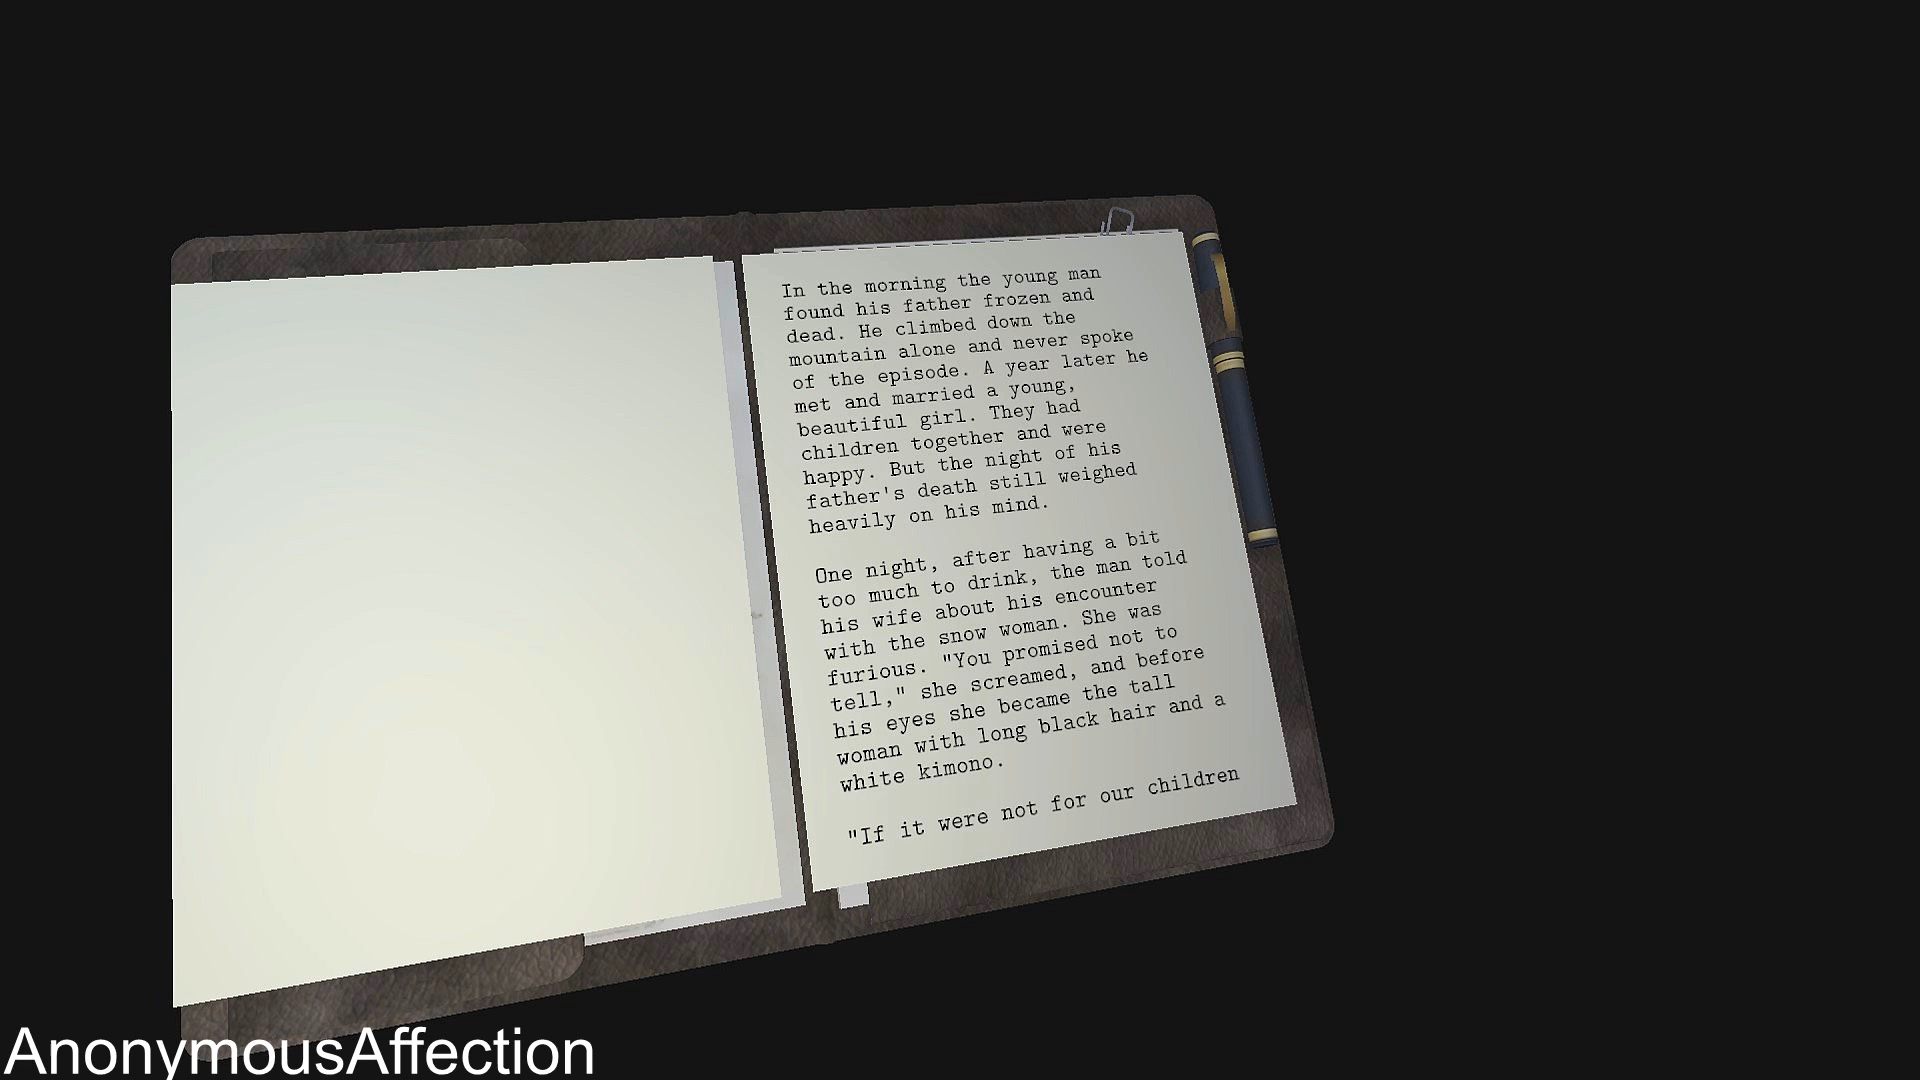 In the morning the young man
found his father frozen and
dead. He climbed down the
mountain alone and never spoke
of the episode. A year later he
met and married a young,
beautiful girl. They had
children together and were
happy. But the night of his
father's death still weighed
heavily on his mind.
One night, after having a bit
too much to drink, the man told
his wife about his encounter
with the snow woman. She was
furious. "You promised not to
tell," she screamed, and before
his eyes she became the tall
woman with long black hair and a
white kimono.
"If it were not for our children
AnonymousAffection